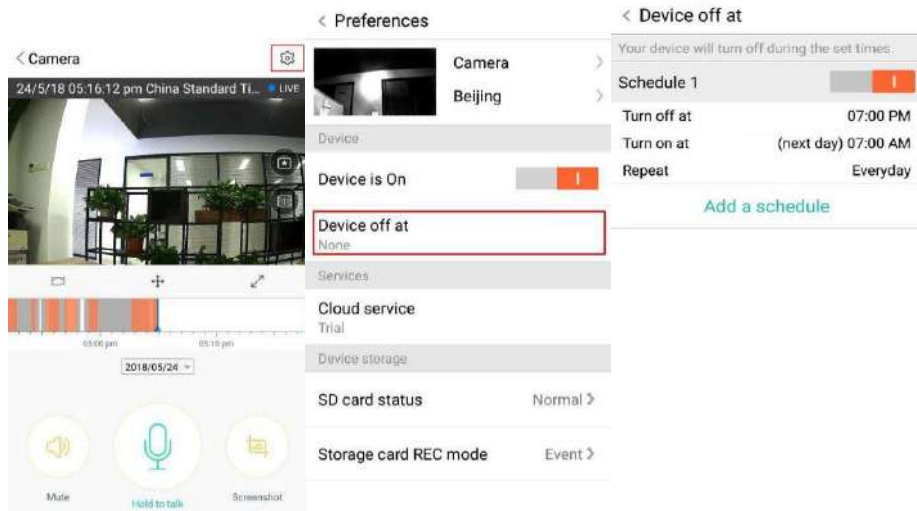 Camera
24/5/18 05:16:12 pm China Standard Ti... LIVE
05:00 pm
05:10 pm
2018/05/24
Mute
Hold to talk
Screenshot
Preferences
Camera
Beijing
Device
Device is On
Device off at
None
Services
Cloud service
Trial
Device storage
SD card status Normal
Storage card REC mode Event
Device off at
Your device will turn off during the set times.
Schedule 1
Turn off at 07:00 PM
Turn on at (next day) 07:00 AM
Repeat Everyday
Add a schedule